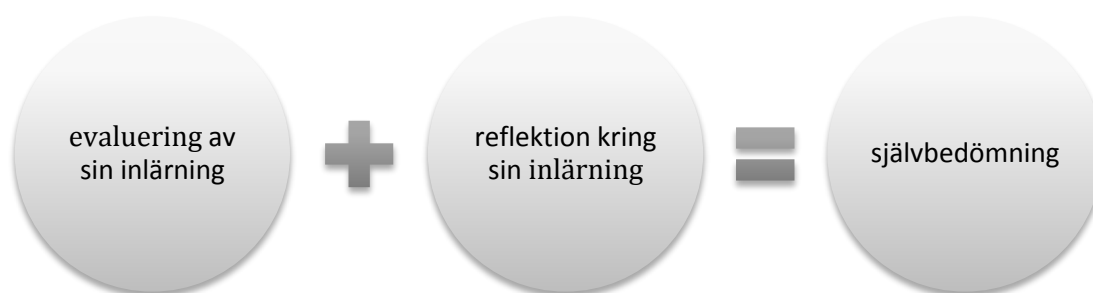 evaluering av
sin inlärning
reflektion kring
sin inlärning
självbedömning